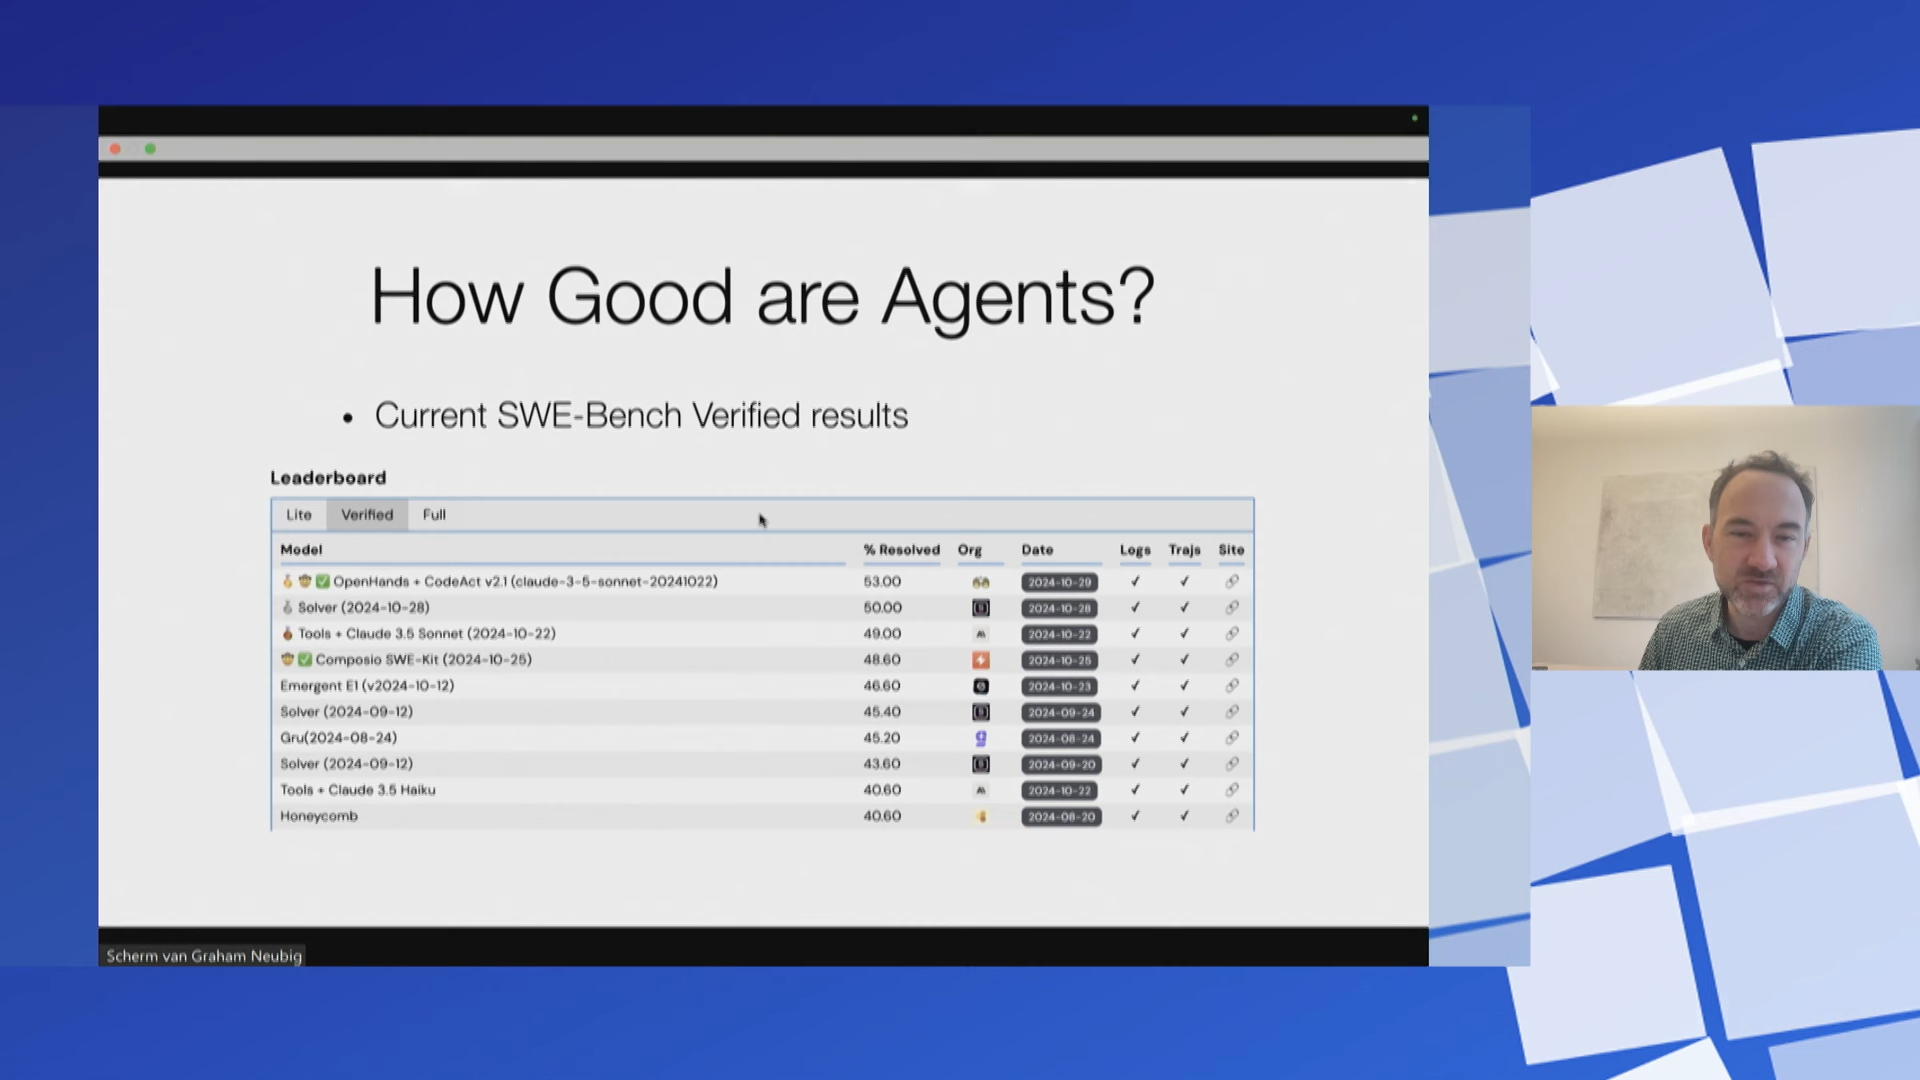 How Good are Agents?
• Current SWE-Bench Verified results
Leaderboard
Lite Verified Full
Model % Resolved Org Date Logs Trajs Site
OpenHands + CodeAct v2.1 (claude-3-5-sonnet-20241022) 53.00 2024-10-29 ✓ ✓
Solver (2024-10-28) 50.00 2024-10-28 ✓ ✓
Tools + Claude 3.5 Sonnet (2024-10-22) 49.00 2024-10-22 ✓ ✓
Composio SWE-Kit (2024-10-25) 48.60 2024-10-25 ✓ ✓
Emergent E1 (v2024-10-12) 46.60 2024-10-23 ✓ ✓
Solver (2024-09-12) 45.40 2024-09-24 ✓ ✓
Gru(2024-08-24) 45.20 2024-08-24 ✓ ✓
Solver (2024-09-12) 43.60 2024-09-20 ✓ ✓
Tools + Claude 3.5 Haiku 40.60 2024-10-22 ✓ ✓
Honeycomb 40.60 2024-08-20 ✓ ✓
Scherm van Graham Neubig